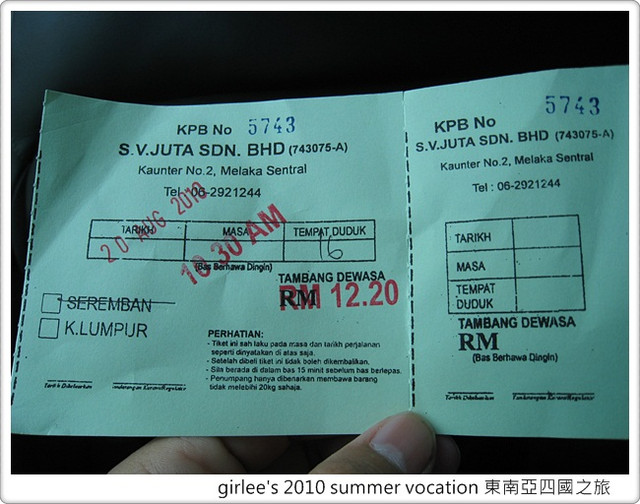 KPB No 5743
S.V.JUTA SDN. BHD (743075-A)
Kaunter No.2, Melaka Sentral
Tel : 06-2921244
TARIKH MASA TEMPAT DUDUK
20 AUG 2010 10.30 AM 16
(Bas Berhawa Dingin)
TAMBANG DEWASA
RM 12.20
SEREMBAN
K.LUMPUR
PERHATIAN:
- Tiket ini sah laku pada masa dan tarikh perjalanan
seperti dinyatakan di atas saja.
- Setelah dibeli tiket ini tidak boleh dikembalikan.
- Sila berada di dalam bas 15 minit sebelum bas berlepas.
- Penumpang hanya dibenarkan membawa barang
tidak melebihi 20kg sahaja.
KPB No 5743
S.V.JUTA SDN. BHD (743075-A)
Kaunter No.2, Melaka Sentral
Tel : 06-2921244
TARIKH
MASA
TEMPAT
DUDUK
TAMBANG DEWASA
RM
(Bas Berhawa Dingin)
girlee's 2010 summer vocation 東南亞四國之旅